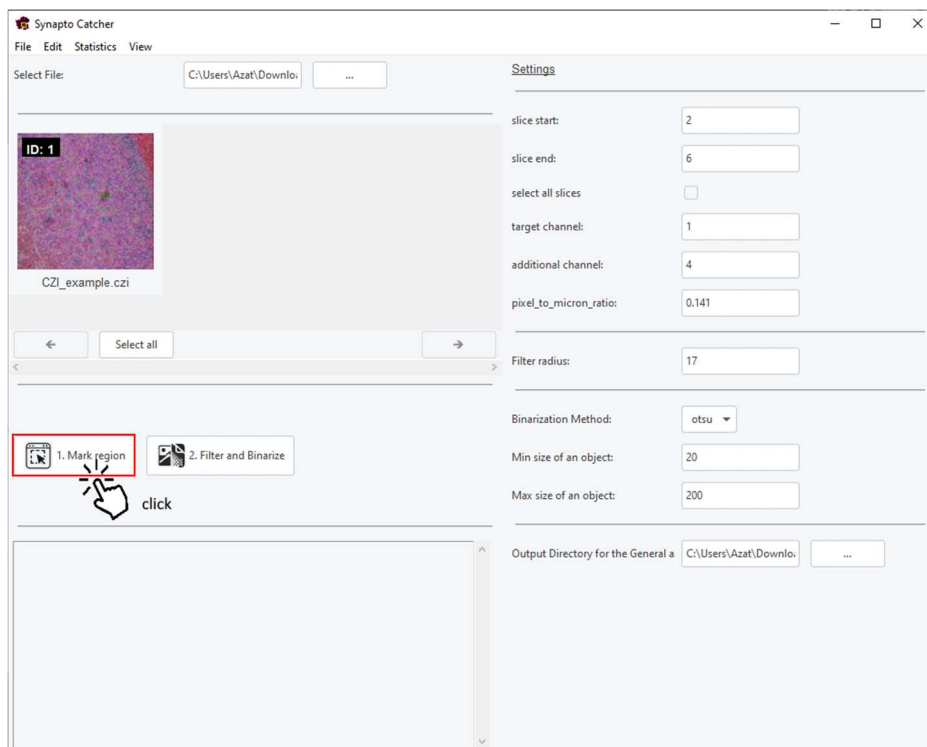 Synapto Catcher
File Edit Statistics View
Select File: C:\Users\Azat\Downlo: ...
ID: 1
CZI_example.czi
Select all
1. Mark region 2. Filter and Binarize
click
Settings
slice start: 2
slice end: 6
select all slices
target channel: 1
additional channel: 4
pixel_to_micron_ratio: 0.141
Filter radius: 17
Binarization Method: otsu
Min size of an object: 20
Max size of an object: 200
Output Directory for the General a C:\Users\Azat\Downlo: ...